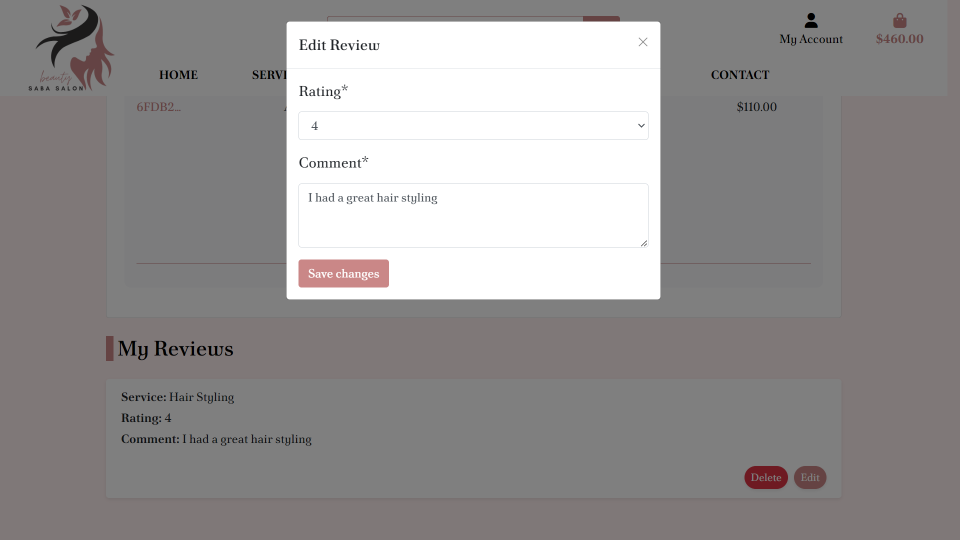 beauty
SABA SALON
My Account
$460.00
HOME
CONTACT
6FDB2...
$110.00
Edit Review
Rating*
4
Comment*
I had a great hair styling
Save changes
My Reviews
Service: Hair Styling
Rating: 4
Comment: I had a great hair styling
Delete
Edit